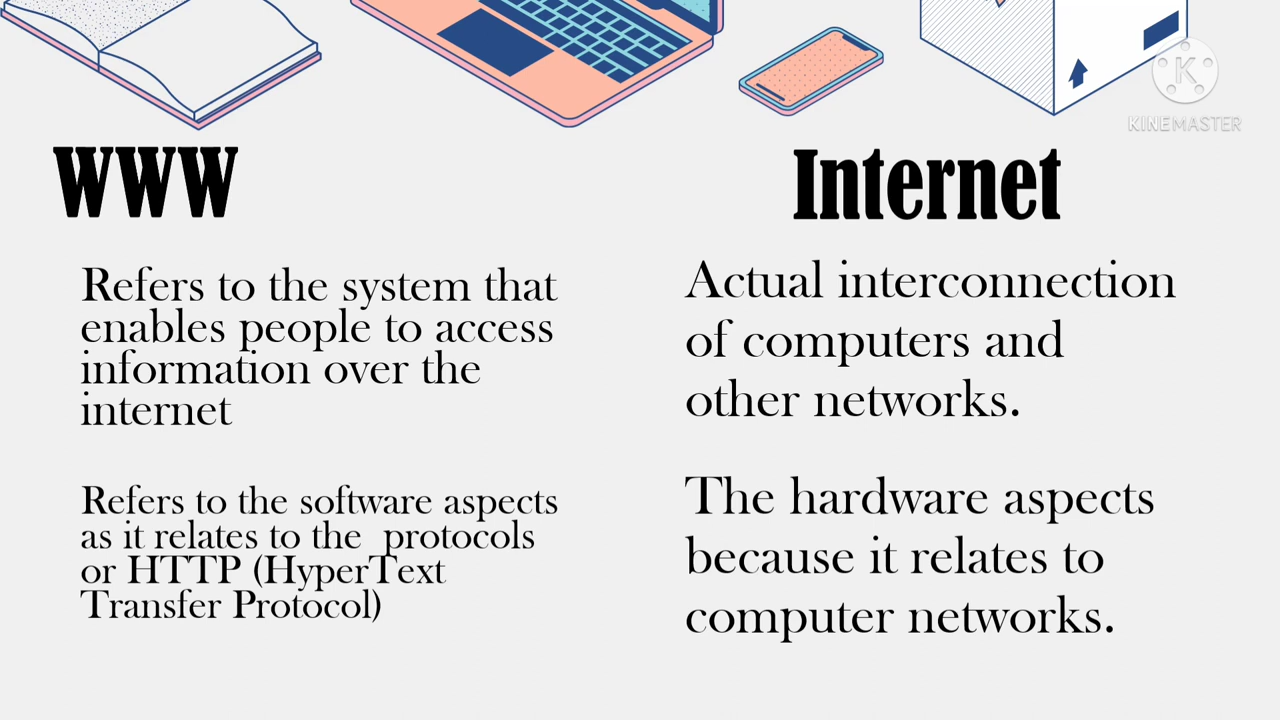 KINEMASTER
WWW
Refers to the system that
enables people to access
information over the
internet
Refers to the software aspects
as it relates to the protocols
or HTTP (HyperText
Transfer Protocol)
Internet
Actual interconnection
of computers and
other networks.
The hardware aspects
because it relates to
computer networks.